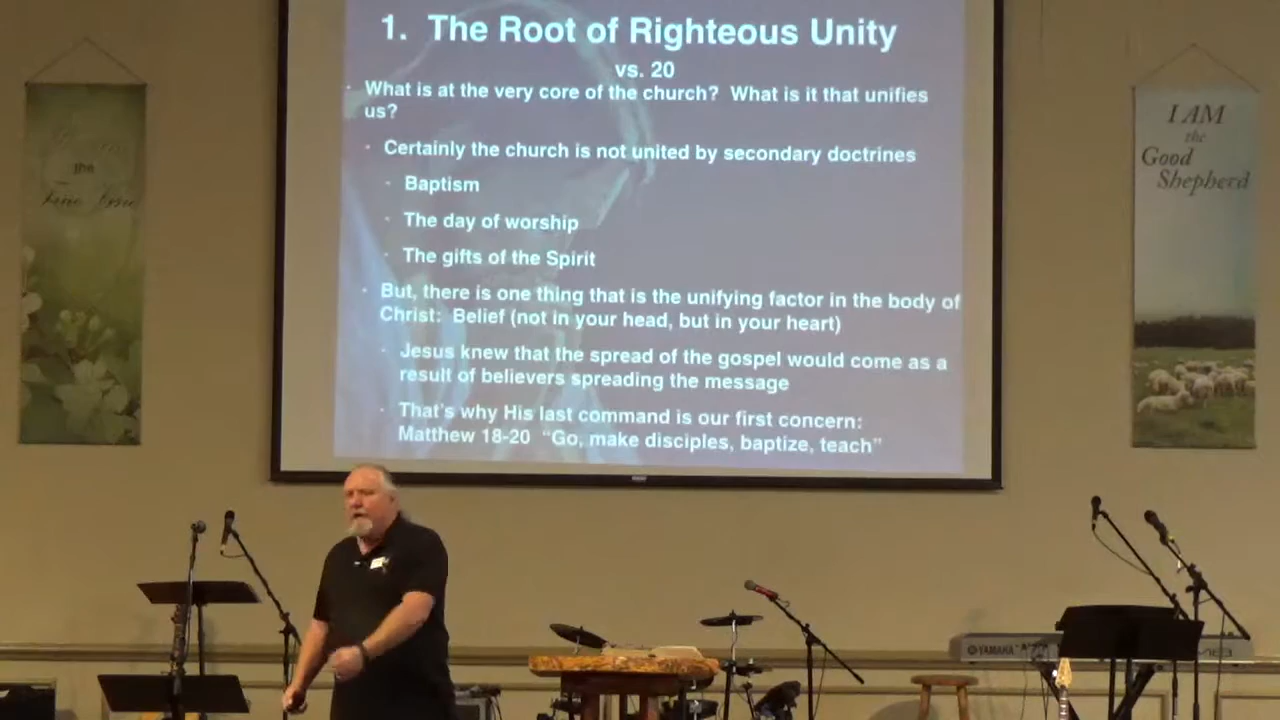 1. The Root of Righteous Unity
vs. 20
What is at the very core of the church? What is it that unifies
us?
Certainly the church is not united by secondary doctrines
Baptism
The day of worship
The gifts of the Spirit
But, there is one thing that is the unifying factor in the body of
Christ: Belief (not in your head, but in your heart)
Jesus knew that the spread of the gospel would come as a
result of believers spreading the message
That's why His last command is our first concern:
Matthew 18-20 "Go, make disciples, baptize, teach"
the
I AM
the
Good
Shepherd
YAMAHA